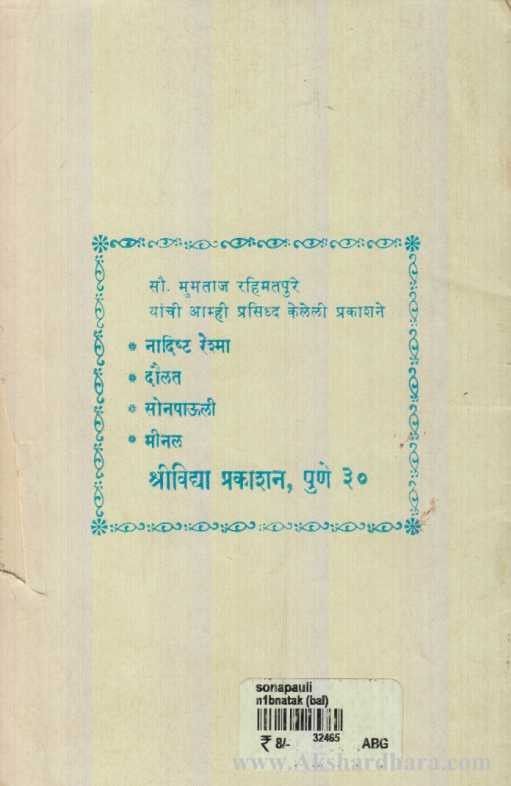 सौ. मुमताज रहिमतपुरे
यांची आम्ही प्रसिध्द केलेली प्रकाशने
नादिष्ट रेश्मा
दौलत
सोनपाऊली
मीनल
श्रीविद्या प्रकाशन, पुणे ३०
sonapauli
n1bnatak (bal)
₹ 8/- 32465 ABG
www.Akshardhara.com